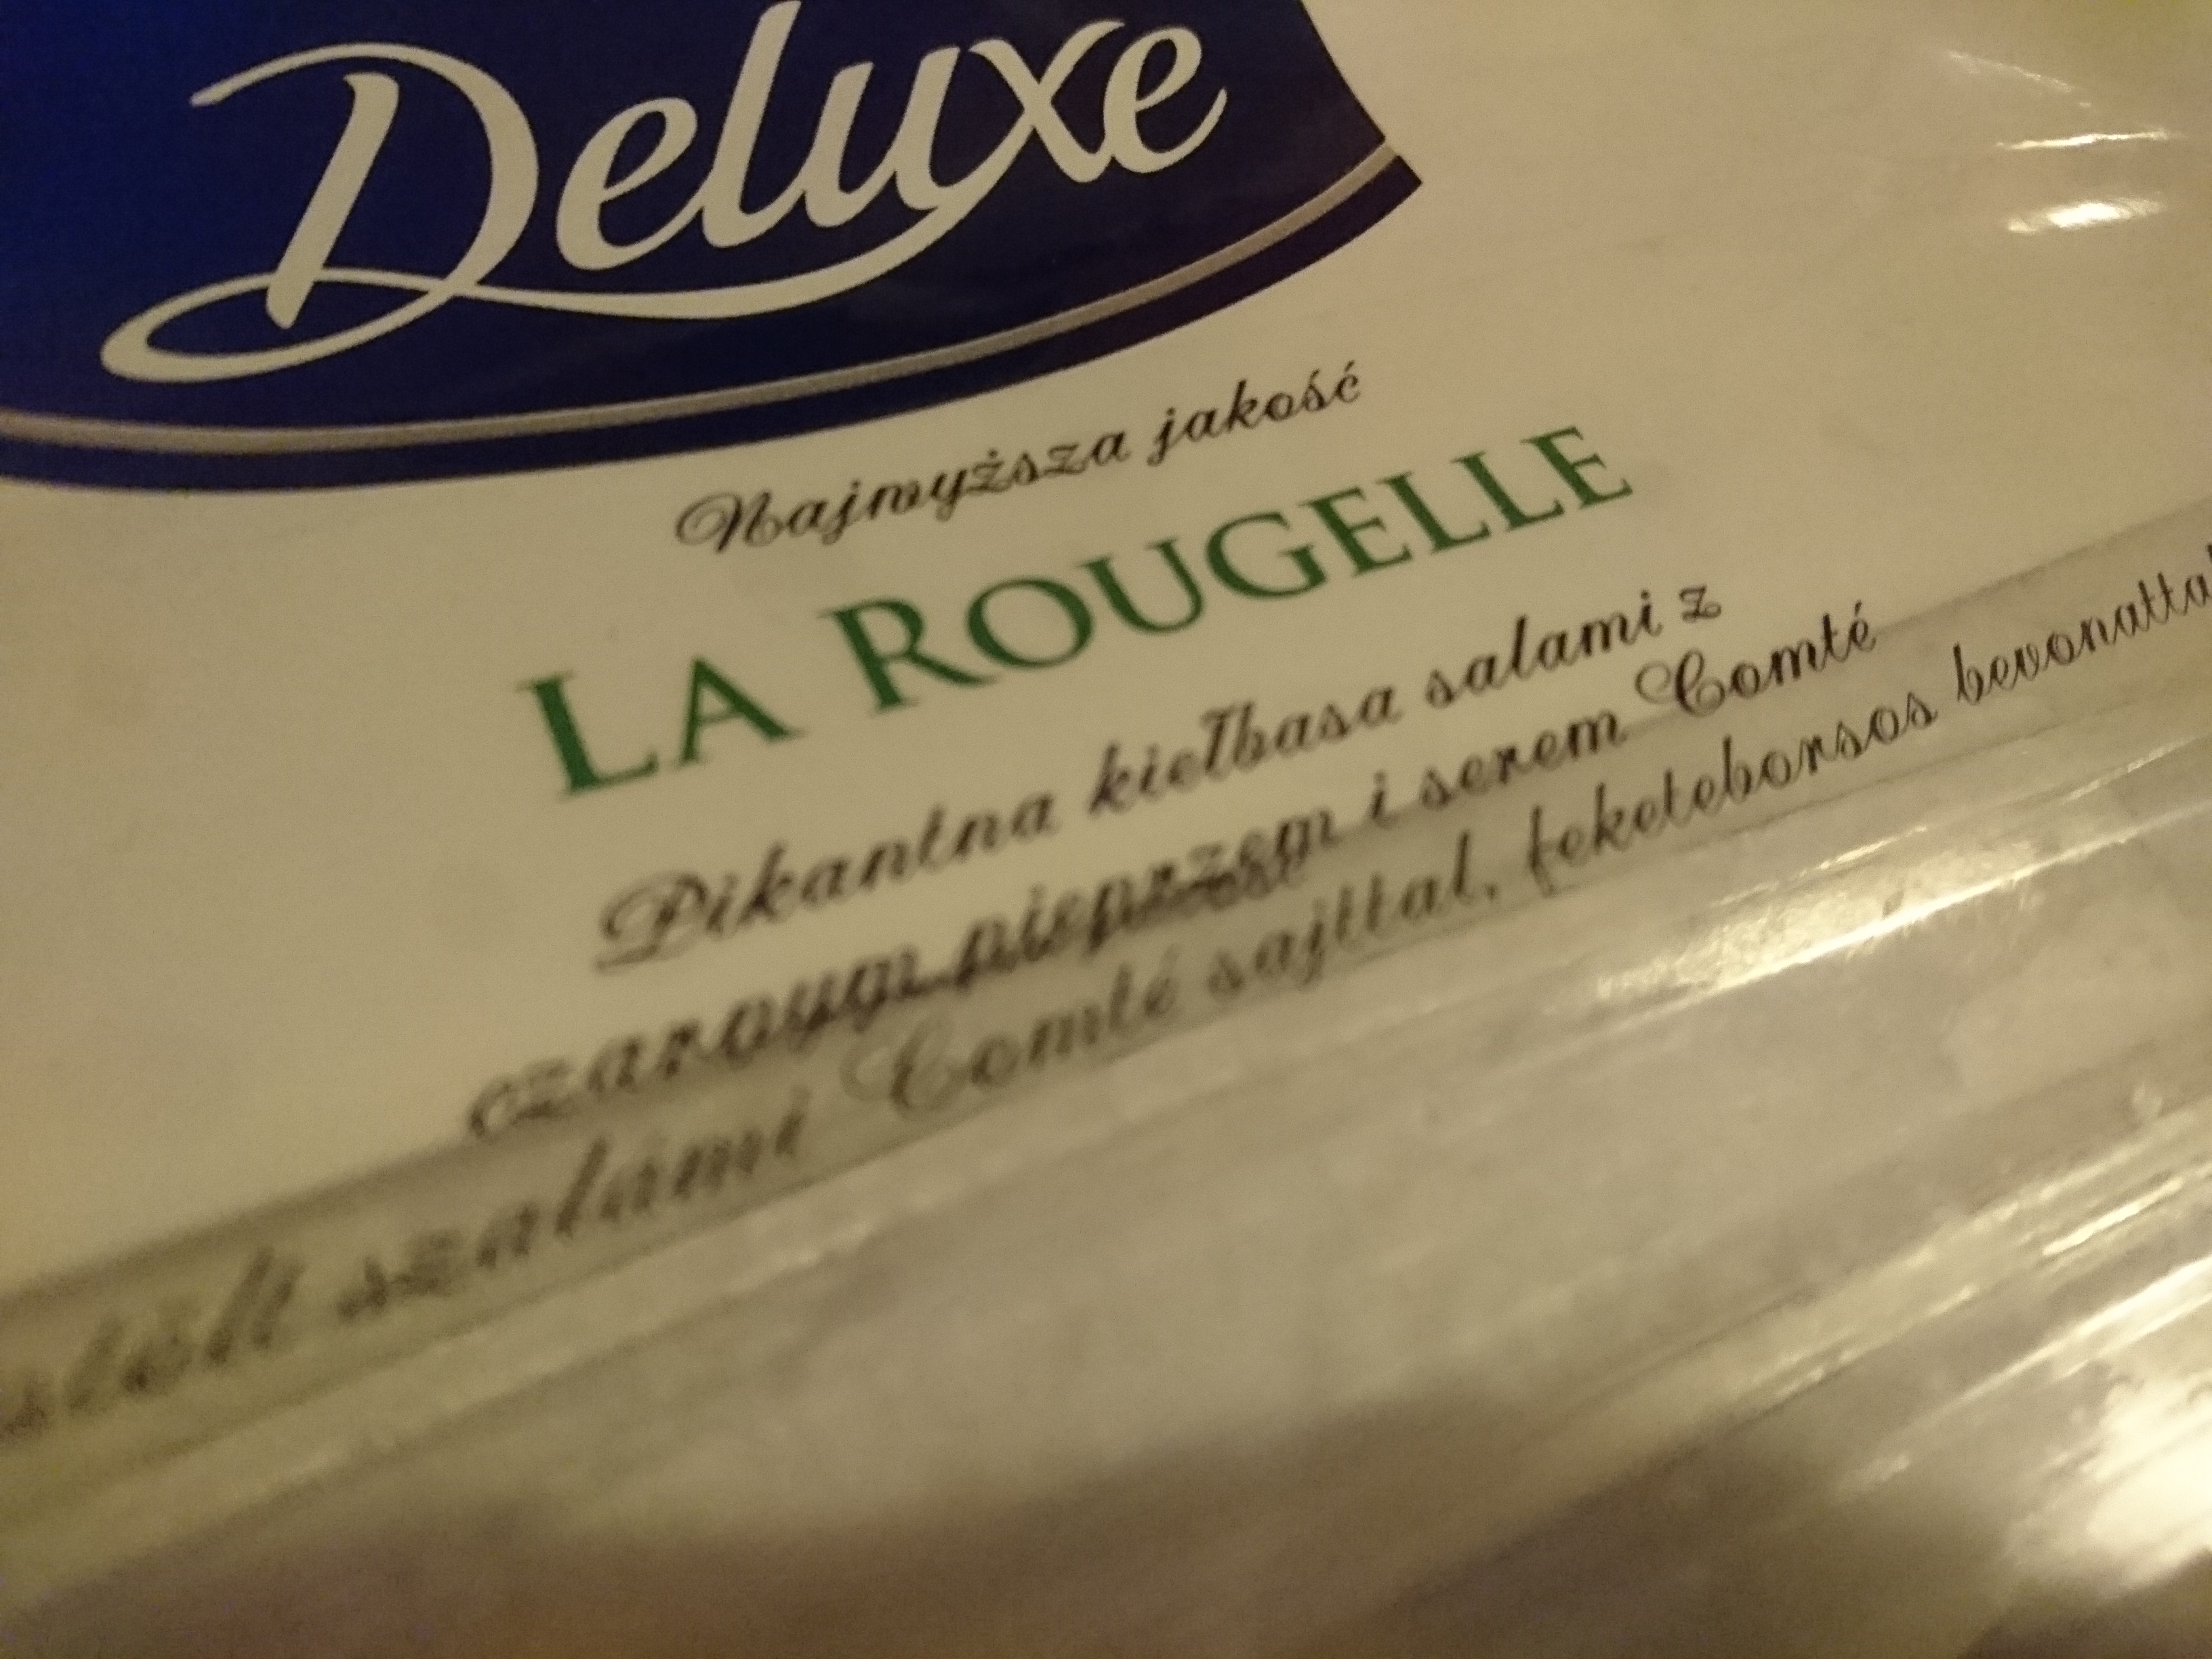 Deluxe
Najwyższa jakość
LA ROUGELLE
Pikantna kiełbasa salami z
czarnym pieprzem i serem Comté
szalámi Comté sajttal, feketeborsos bevonattal